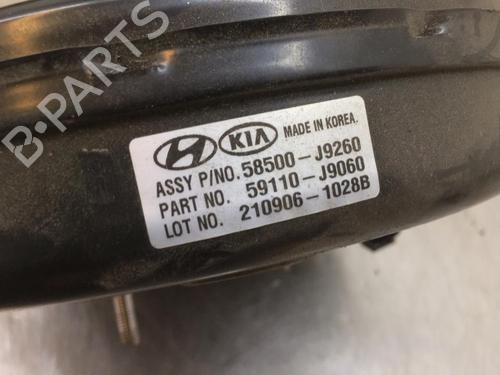 B-PARTS
KIA MADE IN KOREA.
ASSY P/NO. 58500-J9260
PART NO. 59110-J9060
LOT NO. 210906-1028B